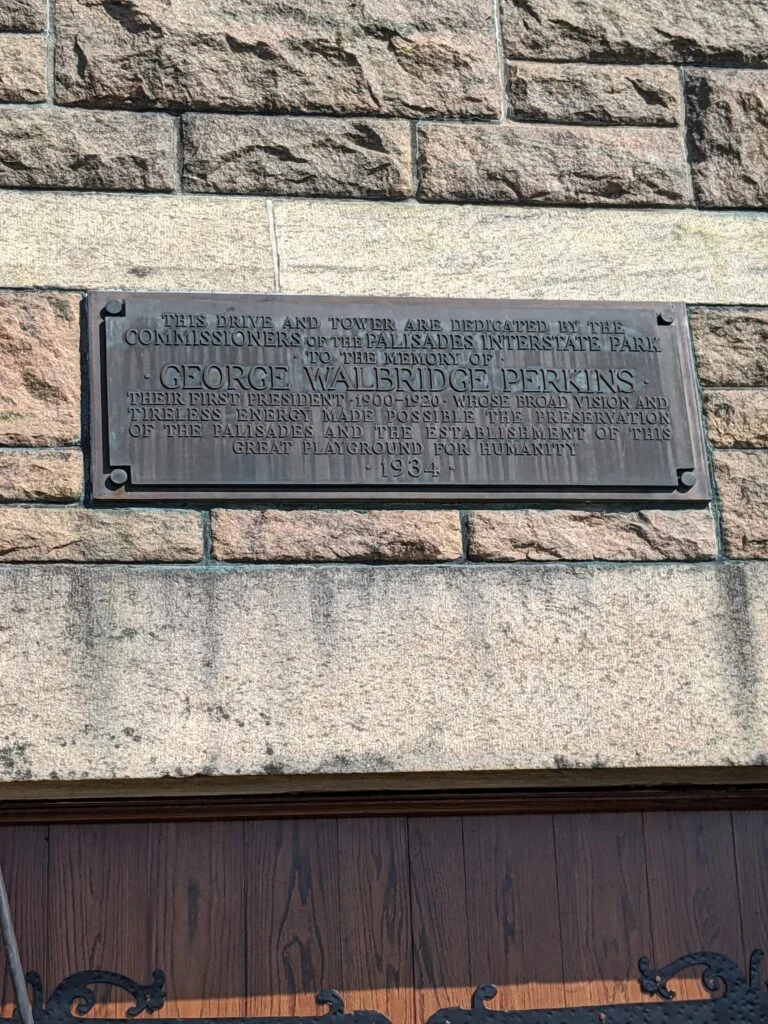 THIS DRIVE AND TOWER ARE DEDICATED BY THE
COMMISSIONERS OF THE PALISADES INTERSTATE PARK
· TO THE MEMORY OF ·
· GEORGE WALBRIDGE PERKINS ·
THEIR FIRST PRESIDENT · 1900-1920 · WHOSE BROAD VISION AND
TIRELESS ENERGY MADE POSSIBLE THE PRESERVATION
OF THE PALISADES AND THE ESTABLISHMENT OF THIS
GREAT PLAYGROUND FOR HUMANITY
· 1934 ·